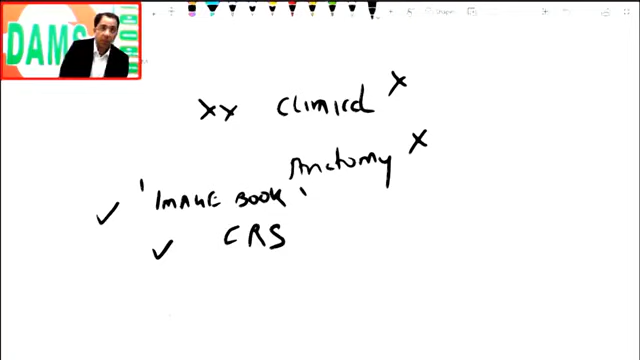 DAMS
xx Clinical x
Anatomy x
✓ 'IMAGE BOOK'
✓ CRS